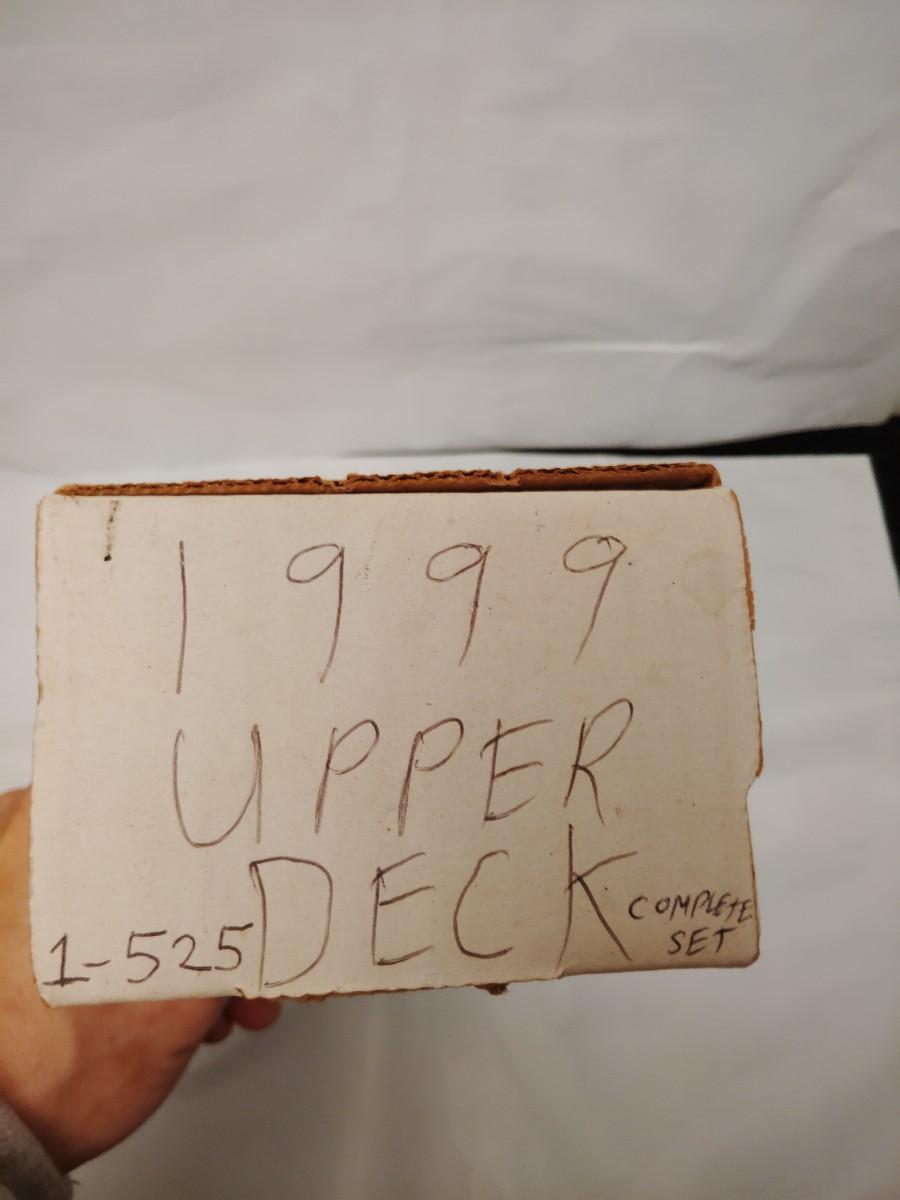 1999
UPPER
DECK
1-525
COMPLETE
SET